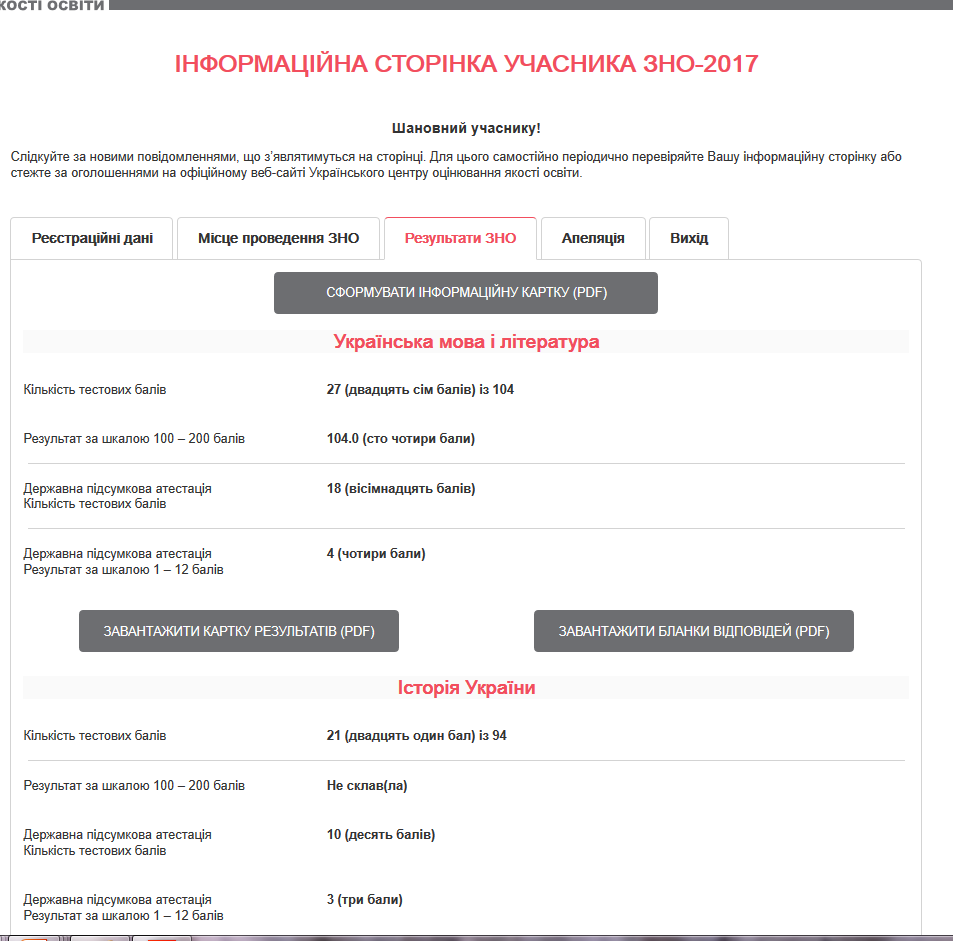 кості освіти
ІНФОРМАЦІЙНА СТОРІНКА УЧАСНИКА ЗНО-2017
Шановний учаснику!
Слідкуйте за новими повідомленнями, що з’являтимуться на сторінці. Для цього самостійно періодично перевіряйте Вашу інформаційну сторінку або
стежте за оголошеннями на офіційному веб-сайті Українського центру оцінювання якості освіти.
Реєстраційні дані Місце проведення ЗНО Результати ЗНО Апеляція Вихід
СФОРМУВАТИ ІНФОРМАЦІЙНУ КАРТКУ (PDF)
Українська мова і література
Кількість тестових балів 27 (двадцять сім балів) із 104
Результат за шкалою 100 – 200 балів 104.0 (сто чотири бали)
Державна підсумкова атестація 18 (вісімнадцять балів)
Кількість тестових балів
Державна підсумкова атестація 4 (чотири бали)
Результат за шкалою 1 – 12 балів
ЗАВАНТАЖИТИ КАРТКУ РЕЗУЛЬТАТІВ (PDF) ЗАВАНТАЖИТИ БЛАНКИ ВІДПОВІДЕЙ (PDF)
Історія України
Кількість тестових балів 21 (двадцять один бал) із 94
Результат за шкалою 100 – 200 балів Не склав(ла)
Державна підсумкова атестація 10 (десять балів)
Кількість тестових балів
Державна підсумкова атестація 3 (три бали)
Результат за шкалою 1 – 12 балів